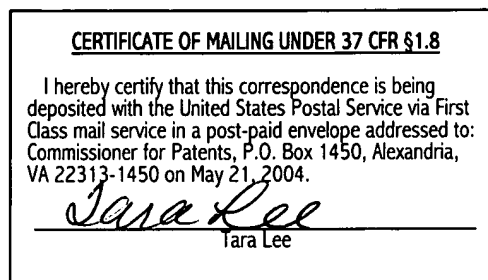 CERTIFICATE OF MAILING UNDER 37 CFR §1.8
I hereby certify that this correspondence is being
deposited with the United States Postal Service via First
Class mail service in a post-paid envelope addressed to:
Commissioner for Patents, P.O. Box 1450, Alexandria,
VA 22313-1450 on May 21, 2004.
Tara Lee
Tara Lee